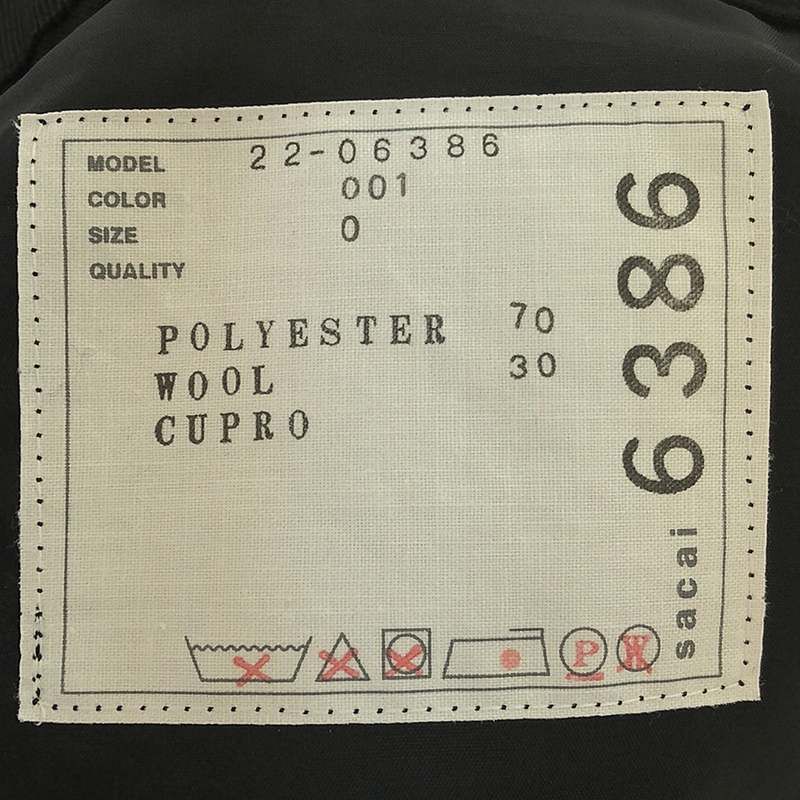 MODEL 22-06386
COLOR 001
SIZE 0
QUALITY
POLYESTER 70
WOOL 30
CUPRO
sacai 6386
P W